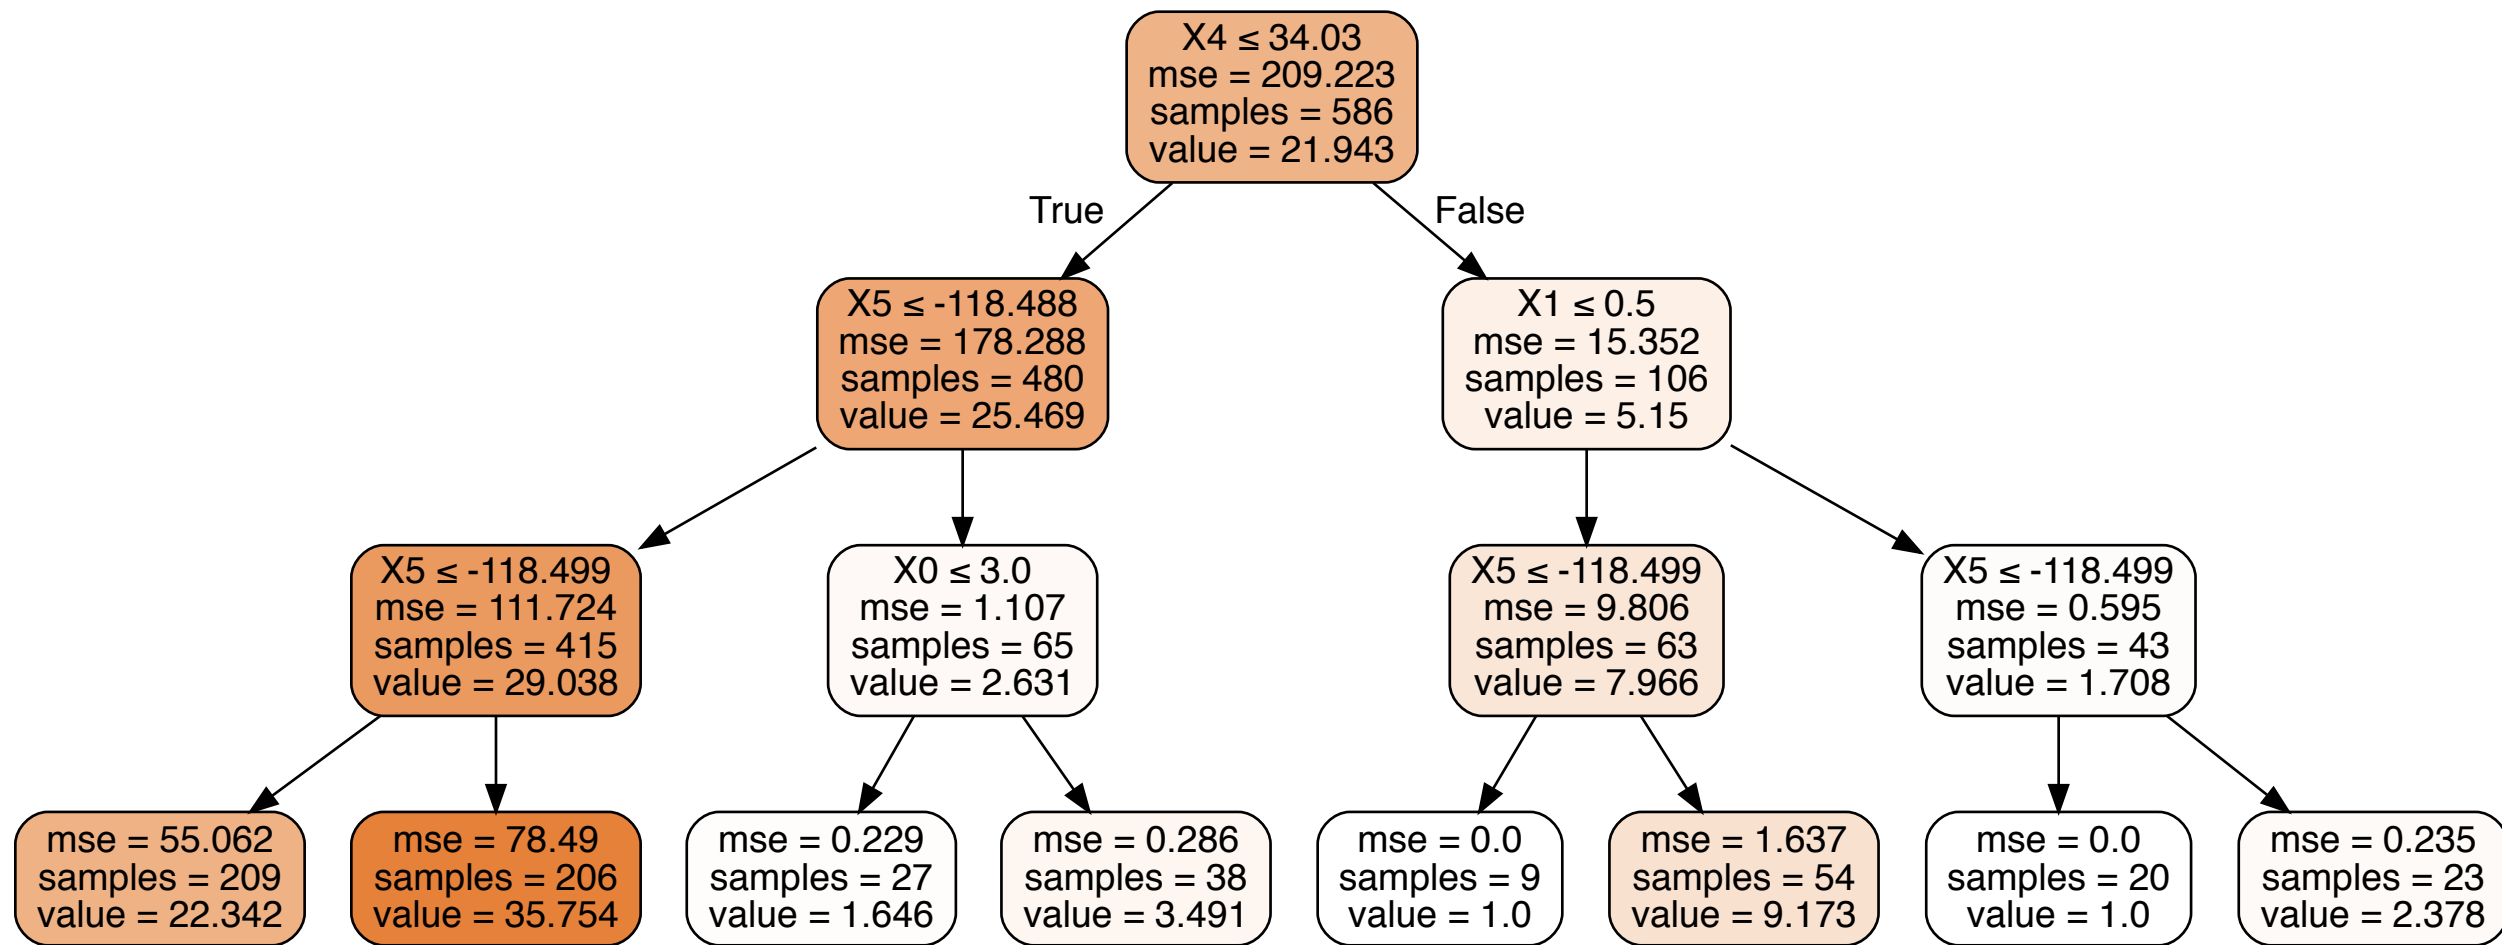 X4 ≤ 34.03
mse = 209.223
samples = 586
value = 21.943
True
False
X5 ≤ -118.488
mse = 178.288
samples = 480
value = 25.469
X1 ≤ 0.5
mse = 15.352
samples = 106
value = 5.15
X5 ≤ -118.499
mse = 111.724
samples = 415
value = 29.038
X0 ≤ 3.0
mse = 1.107
samples = 65
value = 2.631
X5 ≤ -118.499
mse = 9.806
samples = 63
value = 7.966
X5 ≤ -118.499
mse = 0.595
samples = 43
value = 1.708
mse = 55.062
samples = 209
value = 22.342
mse = 78.49
samples = 206
value = 35.754
mse = 0.229
samples = 27
value = 1.646
mse = 0.286
samples = 38
value = 3.491
mse = 0.0
samples = 9
value = 1.0
mse = 1.637
samples = 54
value = 9.173
mse = 0.0
samples = 20
value = 1.0
mse = 0.235
samples = 23
value = 2.378